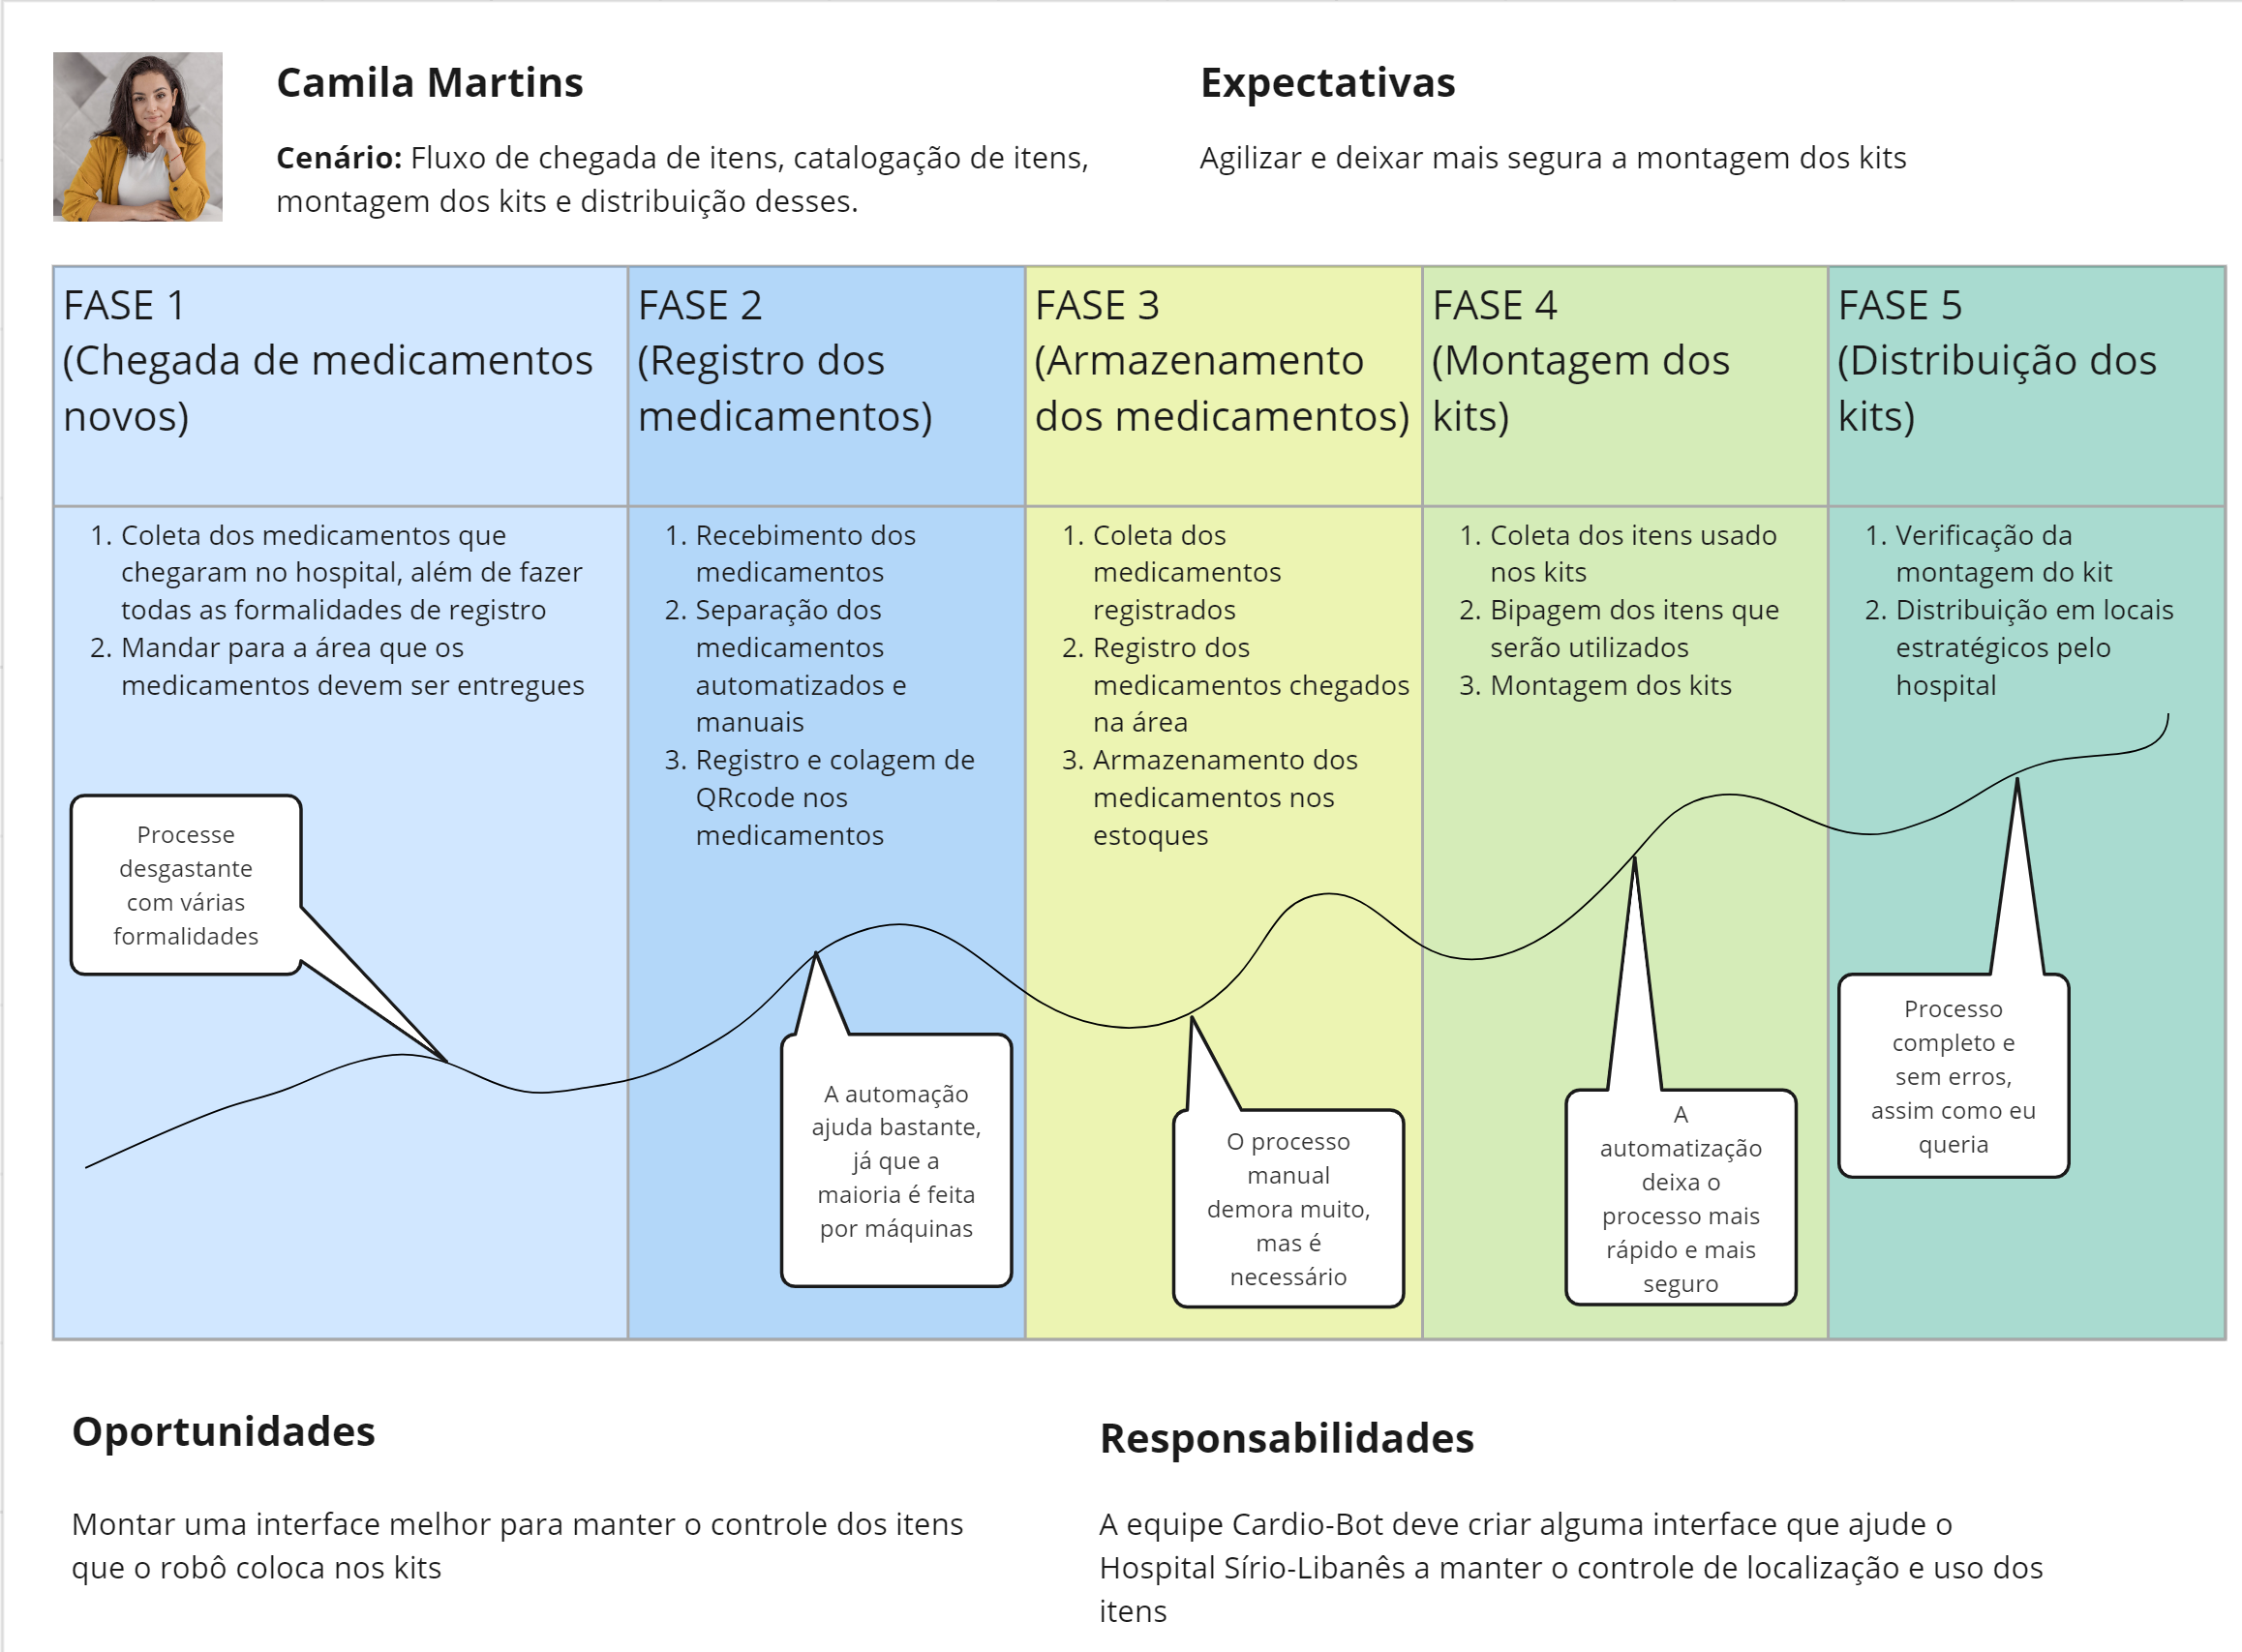 Camila Martins
Cenário: Fluxo de chegada de itens, catalogação de itens,
montagem dos kits e distribuição desses.
Expectativas
Agilizar e deixar mais segura a montagem dos kits
FASE 1
(Chegada de medicamentos
novos)
FASE 2
(Registro dos
medicamentos)
FASE 3
(Armazenamento
dos medicamentos)
FASE 4
(Montagem dos
kits)
FASE 5
(Distribuição dos
kits)
1. Coleta dos medicamentos que
chegaram no hospital, além de fazer
todas as formalidades de registro
2. Mandar para a área que os
medicamentos devem ser entregues
Processe
desgastante
com várias
formalidades
1. Recebimento dos
medicamentos
2. Separação dos
medicamentos
automatizados e
manuais
3. Registro e colagem de
QRcode nos
medicamentos
A automação
ajuda bastante,
já que a
maioria é feita
por máquinas
1. Coleta dos
medicamentos
registrados
2. Registro dos
medicamentos chegados
na área
3. Armazenamento dos
medicamentos nos
estoques
O processo
manual
demora muito,
mas é
necessário
1. Coleta dos itens usado
nos kits
2. Bipagem dos itens que
serão utilizados
3. Montagem dos kits
A
automatização
deixa o
processo mais
rápido e mais
seguro
1. Verificação da
montagem do kit
2. Distribuição em locais
estratégicos pelo
hospital
Processo
completo e
sem erros,
assim como eu
queria
Oportunidades
Montar uma interface melhor para manter o controle dos itens
que o robô coloca nos kits
Responsabilidades
A equipe Cardio-Bot deve criar alguma interface que ajude o
Hospital Sírio-Libanês a manter o controle de localização e uso dos
itens